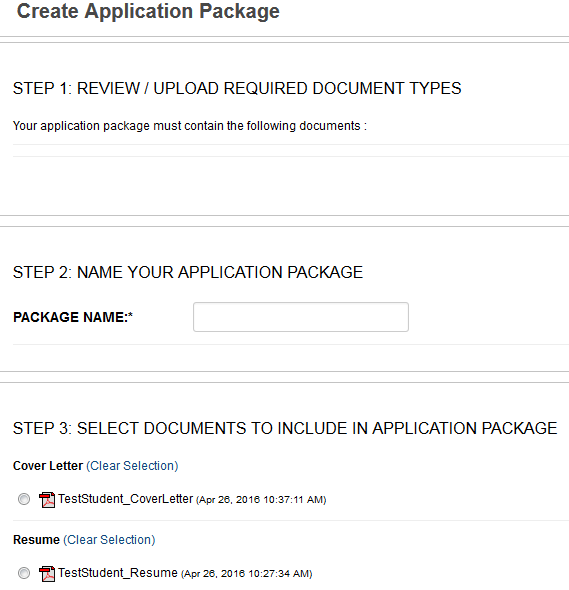 Create Application Package
STEP 1: REVIEW / UPLOAD REQUIRED DOCUMENT TYPES
Your application package must contain the following documents :
STEP 2: NAME YOUR APPLICATION PACKAGE
PACKAGE NAME:*
STEP 3: SELECT DOCUMENTS TO INCLUDE IN APPLICATION PACKAGE
Cover Letter (Clear Selection)
TestStudent_CoverLetter (Apr 26, 2016 10:37:11 AM)
Resume (Clear Selection)
TestStudent_Resume (Apr 26, 2016 10:27:34 AM)